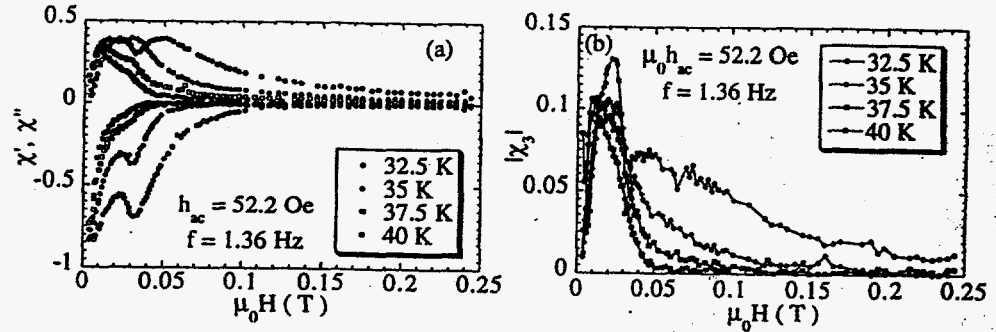 0.5
(a)
0
χ', χ"
-0.5
32.5 K
35 K
37.5 K
40 K
h_ac = 52.2 Oe
f = 1.36 Hz
-1
0 0.05 0.1 0.15 0.2 0.25
μ₀H ( T )
0.15
(b)
μ₀h_ac = 52.2 Oe
f = 1.36 Hz
32.5 K
35 K
37.5 K
40 K
0.10
|χ₃|
0.05
0
0 0.05 0.1 0.15 0.2 0.25
μ₀H ( T )